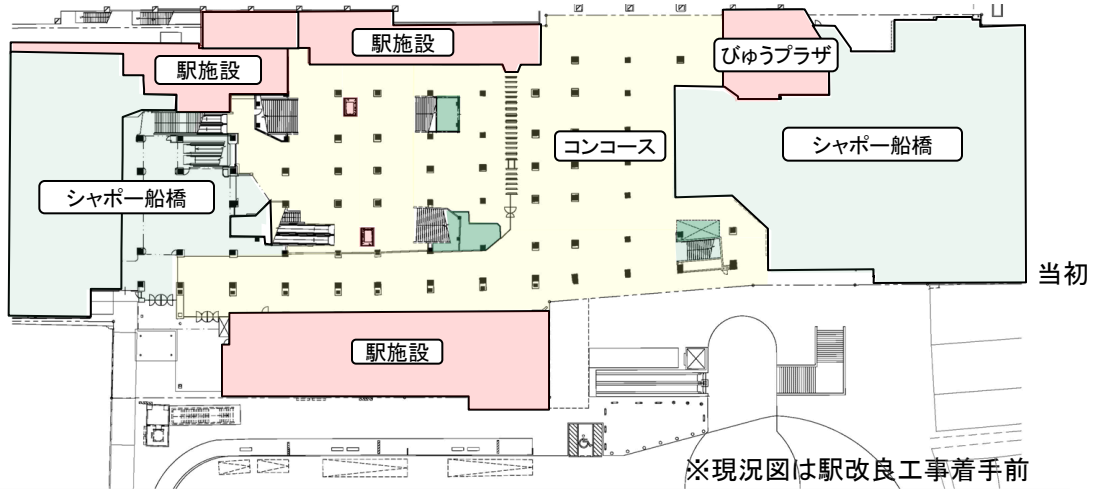 駅施設
びゅうプラザ
駅施設
コンコース
シャポー船橋
シャポー船橋
当初
駅施設
※現況図は駅改良工事着手前